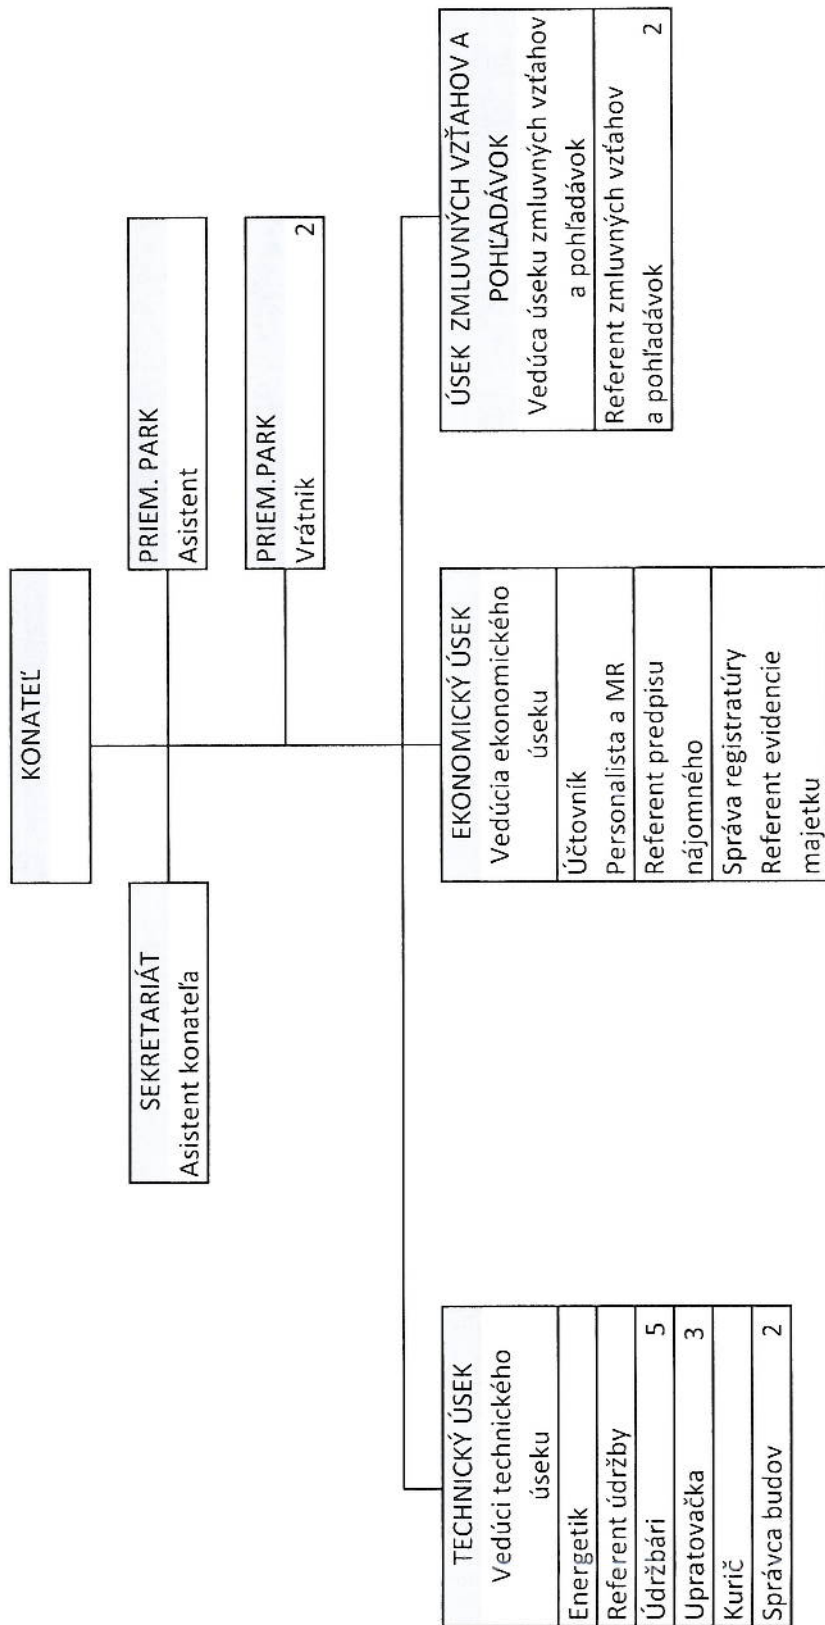 KONATEĽ
SEKRETARIÁT
Asistent konateľa
PRIEM. PARK
Asistent
PRIEM.PARK
Vrátnik 2
TECHNICKÝ ÚSEK
Vedúci technického
úseku
Energetik
Referent údržby
Údržbári 5
Upratovačka 3
Kurič
Správca budov 2
EKONOMICKÝ ÚSEK
Vedúcia ekonomického
úseku
Účtovník
Personalista a MR
Referent predpisu
nájomného
Správa registratúry
Referent evidencie
majetku
ÚSEK ZMLUVNÝCH VZŤAHOV A
POHĽADÁVOK
Vedúca úseku zmluvných vzťahov
a pohľadávok
Referent zmluvných vzťahov
a pohľadávok 2